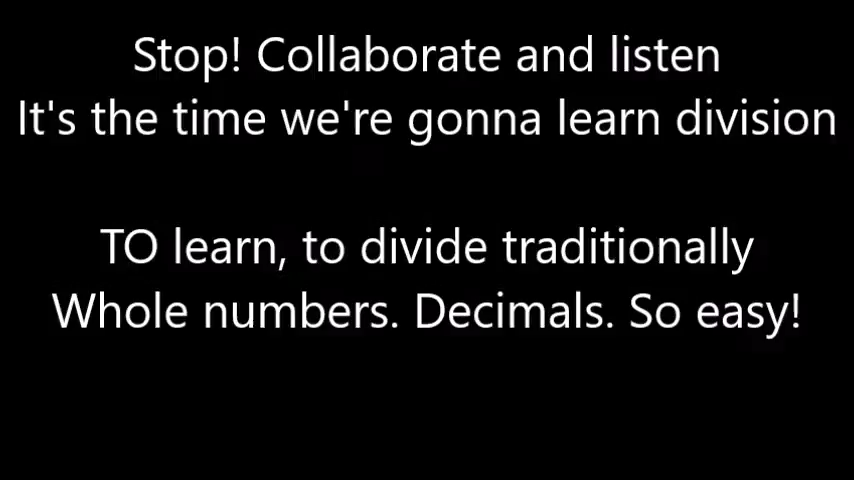 Stop! Collaborate and listen
It's the time we're gonna learn division
TO learn, to divide traditionally
Whole numbers. Decimals. So easy!